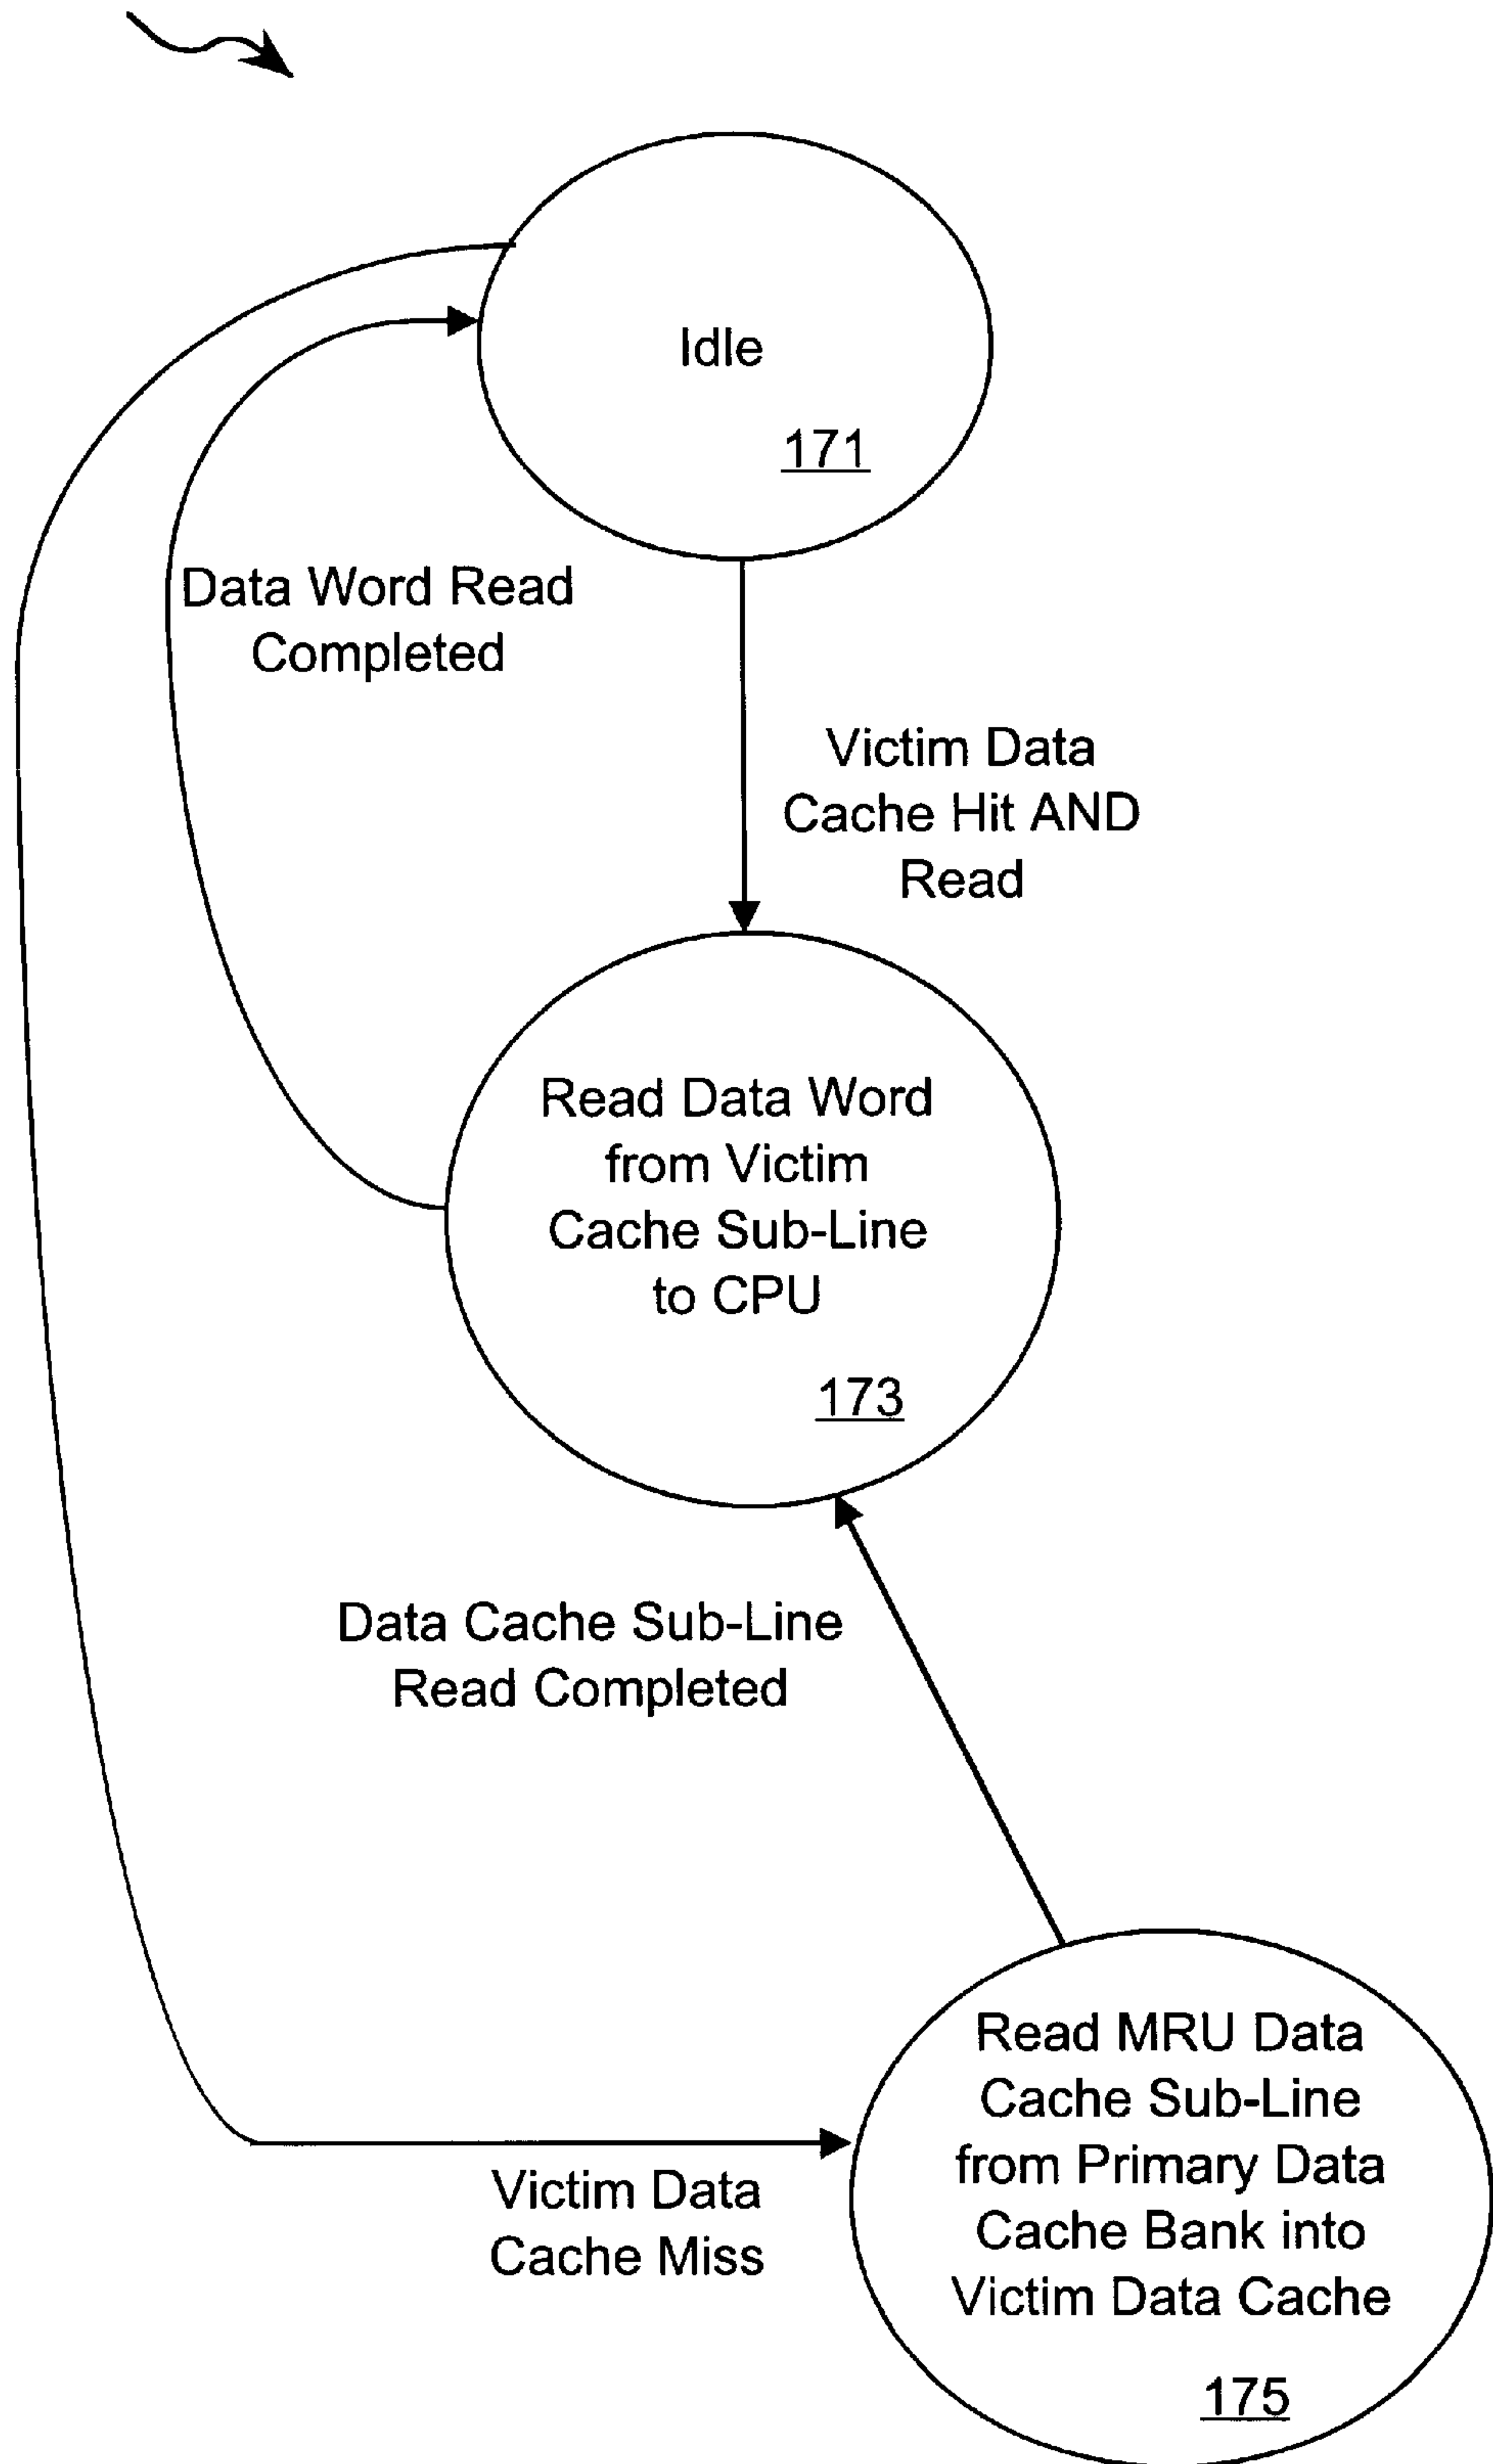 Idle
171
Data Word Read
Completed
Victim Data
Cache Hit AND
Read
Read Data Word
from Victim
Cache Sub-Line
to CPU
173
Data Cache Sub-Line
Read Completed
Read MRU Data
Cache Sub-Line
from Primary Data
Cache Bank into
Victim Data Cache
175
Victim Data
Cache Miss